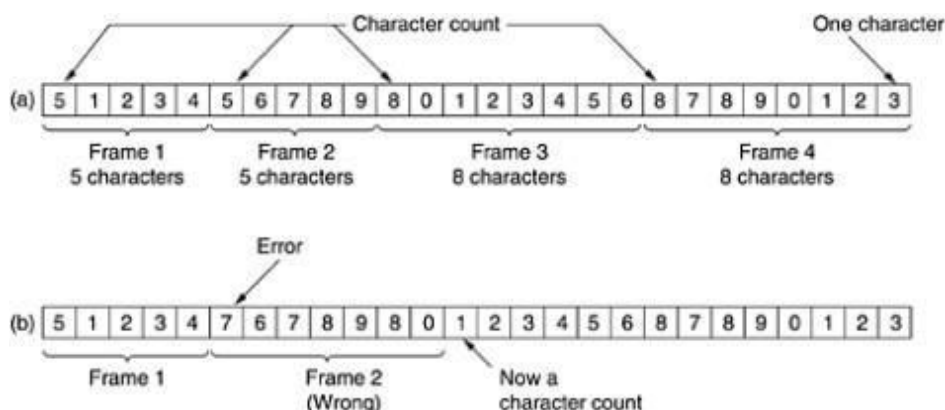 Character count One character
(a) 5 1 2 3 4 5 6 7 8 9 8 0 1 2 3 4 5 6 8 7 8 9 0 1 2 3
Frame 1 Frame 2 Frame 3 Frame 4
5 characters 5 characters 8 characters 8 characters
Error
(b) 5 1 2 3 4 7 6 7 8 9 8 0 1 2 3 4 5 6 8 7 8 9 0 1 2 3
Frame 1 Frame 2 Now a
(Wrong) character count